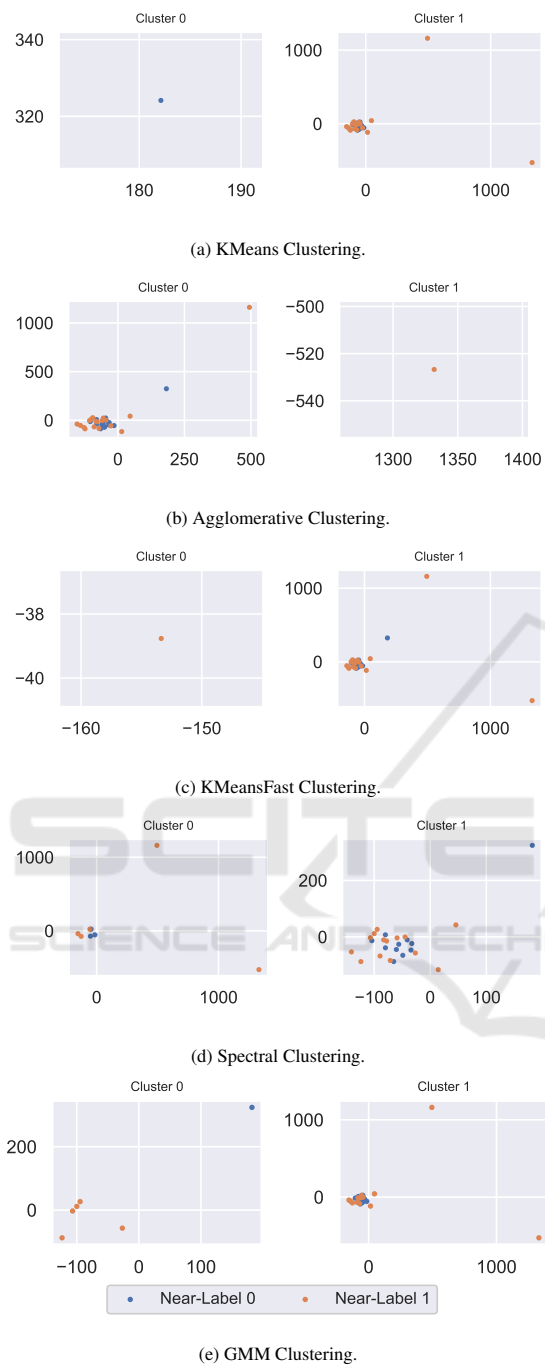 Cluster 0 Cluster 1
340
320
180 190
1000
0
0 1000
(a) KMeans Clustering.
Cluster 0 Cluster 1
1000
500
0
0 250 500
−500
−520
−540
1300 1350 1400
(b) Agglomerative Clustering.
Cluster 0 Cluster 1
−38
−40
−160 −150
1000
0
0 1000
(c) KMeansFast Clustering.
SCITE
SCIENCE AND TECH
Cluster 0 Cluster 1
1000
0
0 1000
200
0
−100 0 100
(d) Spectral Clustering.
Cluster 0 Cluster 1
200
0
−100 0 100
1000
0
0 1000
Near-Label 0 Near-Label 1
(e) GMM Clustering.